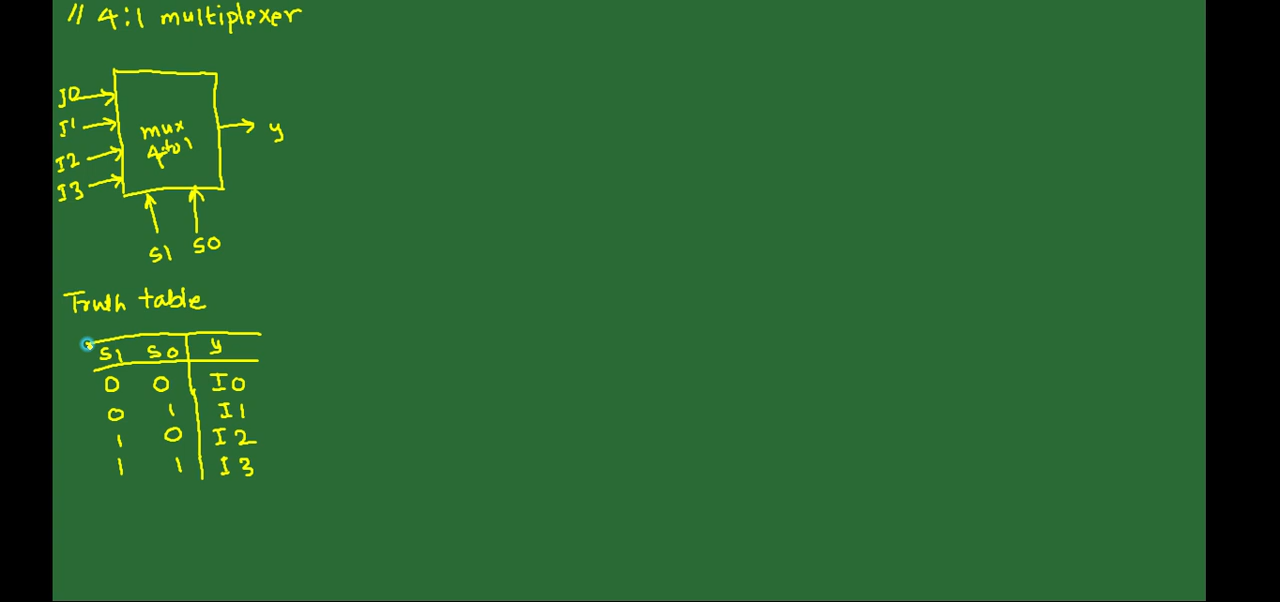 // 4:1 multiplexer
I0
I1
I2
I3
mux
4to1
y
S1 S0
Truth table
S1 S0 y
0 0 I0
0 1 I1
1 0 I2
1 1 I3